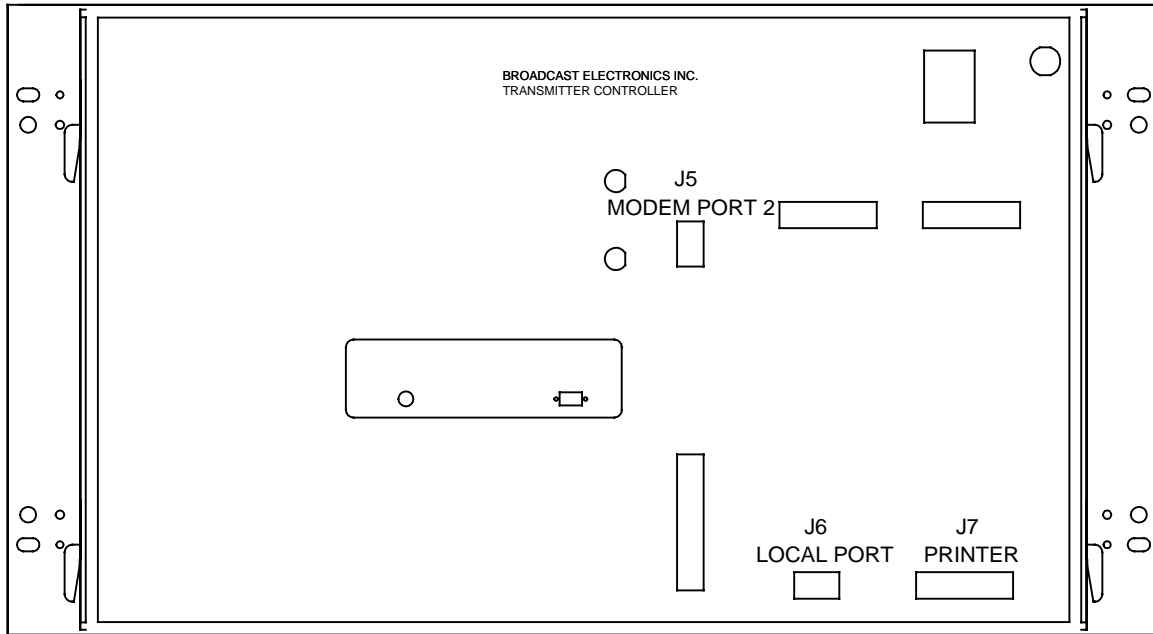 BROADCAST ELECTRONICS INC.
TRANSMITTER CONTROLLER
J5
MODEM PORT 2
J6
LOCAL PORT
J7
PRINTER